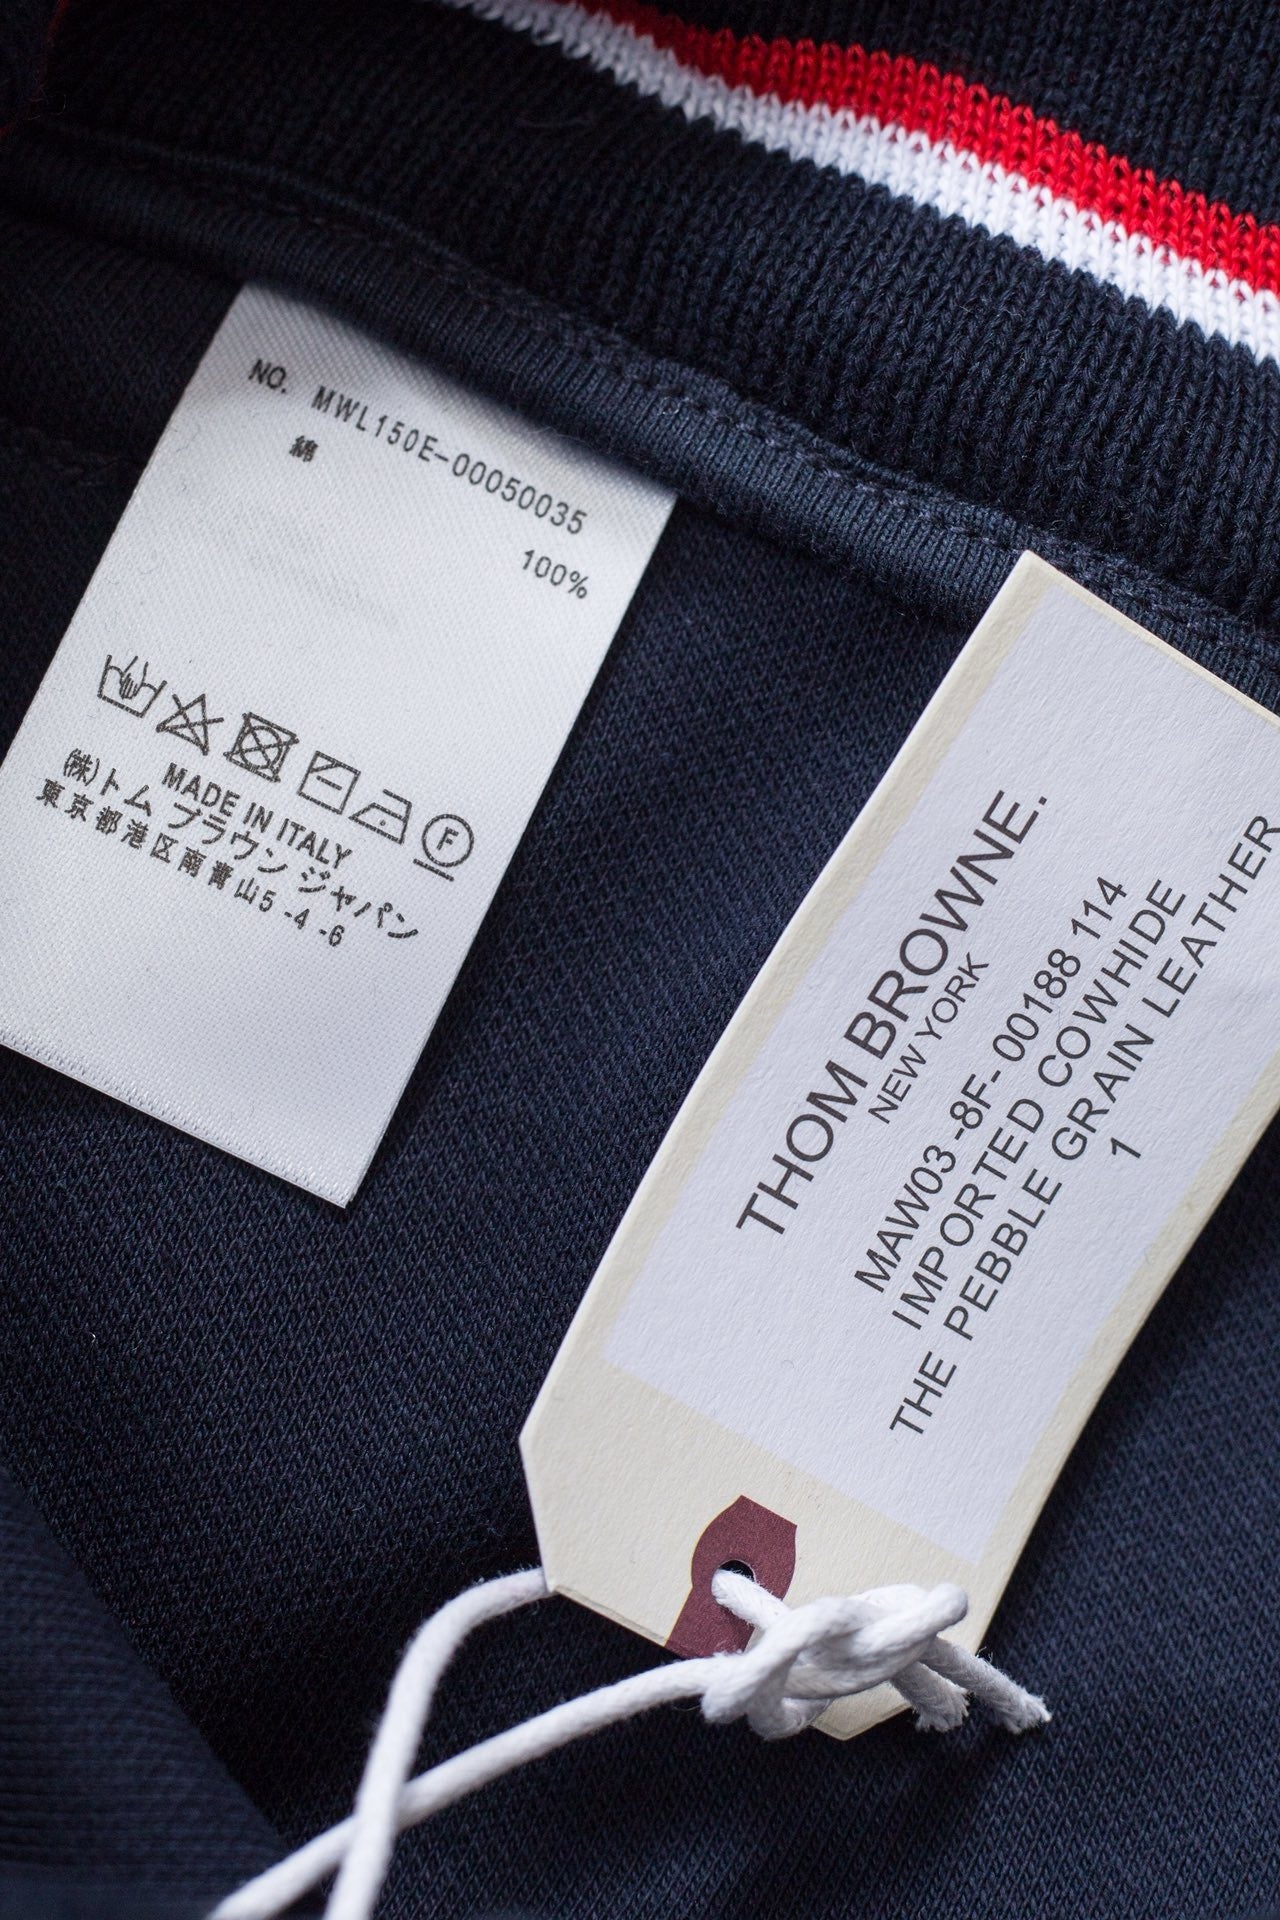 NO. MWL150E-00050035
綿
100%
MADE IN ITALY
㈱トム ブラウン ジャパン
東京都港区南青山5-4-6
F
THOM BROWNE.
NEW YORK
MAW03-8F-00188 114
IMPORTED COWHIDE
THE PEBBLE GRAIN LEATHER
1